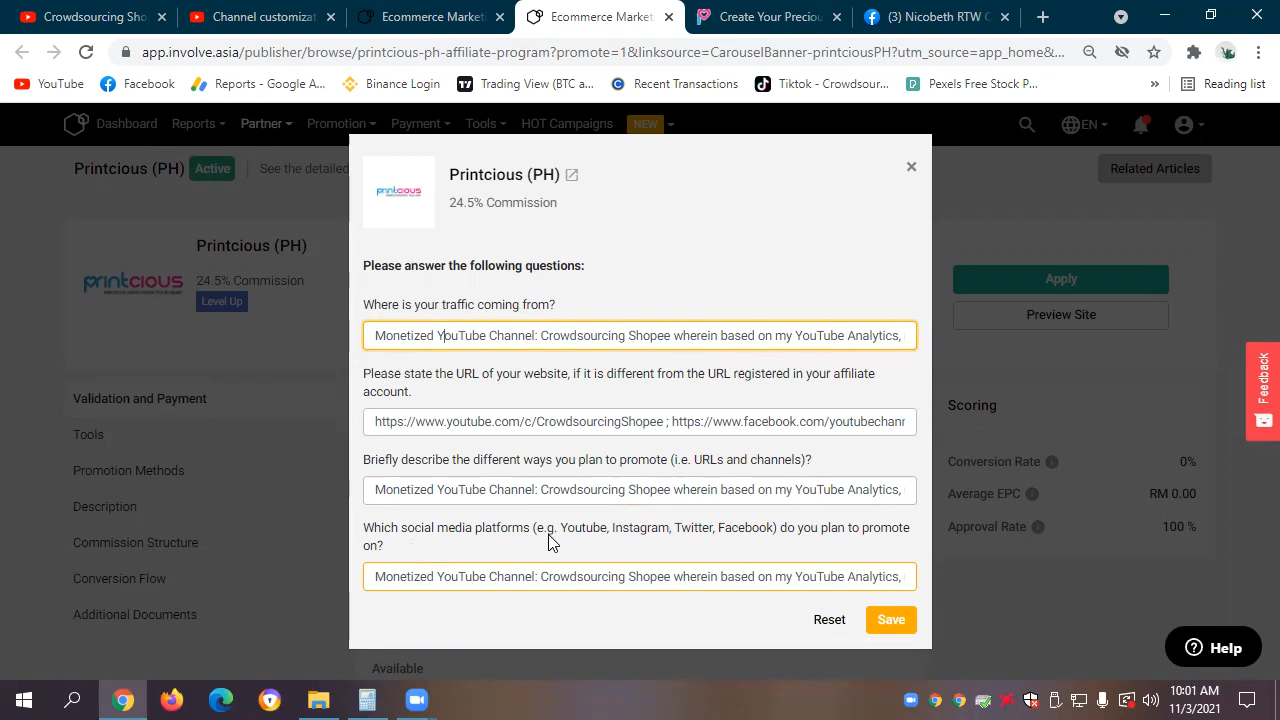 Crowdsourcing Sho
Channel customizat
Ecommerce Market
Ecommerce Market
Create Your Preciou
(3) Nicobeth RTW C
app.involve.asia/publisher/browse/printcious-ph-affiliate-program?promote=1&linksource=CarouselBanner-printciousPH?utm_source=app_home&...
YouTube
Facebook
Reports - Google A...
Binance Login
Trading View (BTC a...
Recent Transactions
Tiktok - Crowdsour...
Pexels Free Stock P...
»
Reading list
Dashboard
Reports
Partner
Promotion
Payment
Tools
HOT Campaigns
NEW
EN
Printcious (PH)
Active
See the detailed
Related Articles
printcious
Printcious (PH)
24.5% Commission
Level Up
Apply
Preview Site
Validation and Payment
Tools
Promotion Methods
Description
Commission Structure
Conversion Flow
Additional Documents
Scoring
Conversion Rate
0%
Average EPC
RM 0.00
Approval Rate
100 %
Available
printcious
Printcious (PH)
24.5% Commission
Please answer the following questions:
Where is your traffic coming from?
Monetized YouTube Channel: Crowdsourcing Shopee wherein based on my YouTube Analytics,
Please state the URL of your website, if it is different from the URL registered in your affiliate
account.
https://www.youtube.com/c/CrowdsourcingShopee ; https://www.facebook.com/youtubechann
Briefly describe the different ways you plan to promote (i.e. URLs and channels)?
Monetized YouTube Channel: Crowdsourcing Shopee wherein based on my YouTube Analytics,
Which social media platforms (e.g. Youtube, Instagram, Twitter, Facebook) do you plan to promote
on?
Monetized YouTube Channel: Crowdsourcing Shopee wherein based on my YouTube Analytics,
Reset
Save
Feedback
Help
10:01 AM
11/3/2021